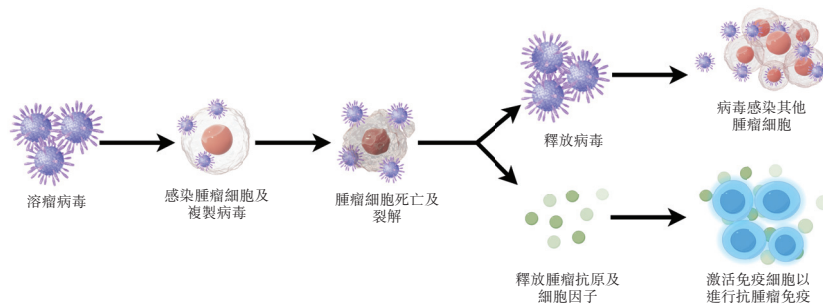 溶瘤病毒
感染腫瘤細胞及
複製病毒
腫瘤細胞死亡及
裂解
釋放病毒
病毒感染其他
腫瘤細胞
釋放腫瘤抗原及
細胞因子
激活免疫細胞以
進行抗腫瘤免疫